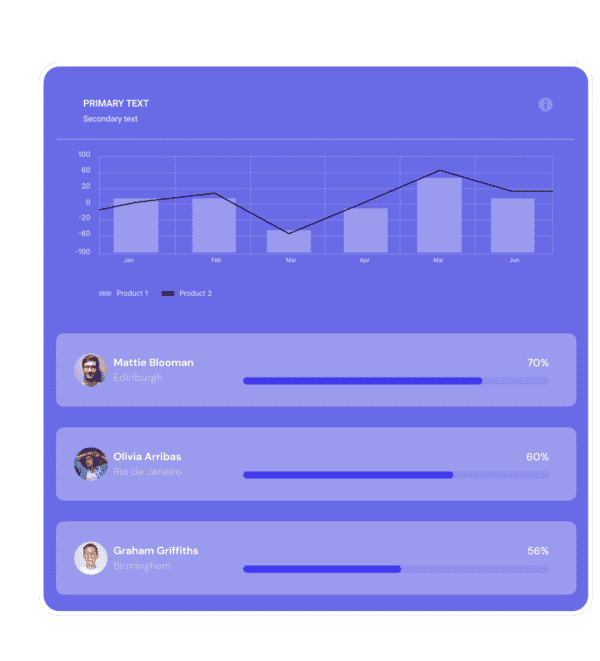 PRIMARY TEXT
Secondary text
100
60
20
0
-20
-60
-100
Jan Feb Mar Apr Mai Jun
Product 1 Product 2
Mattie Blooman 70%
Edinburgh
Olivia Arribas 60%
Rio de Janeiro
Graham Griffiths 56%
Birmingham